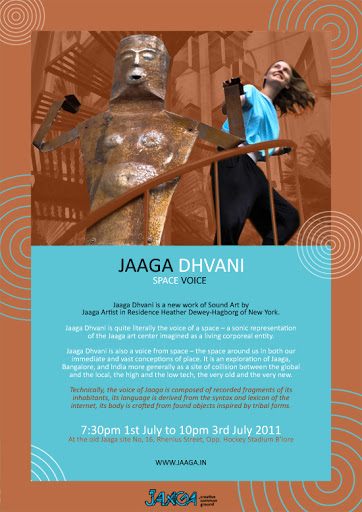 JAAGA DHVANI
SPACE VOICE
Jaaga Dhvani is a new work of Sound Art by
Jaaga Artist in Residence Heather Dewey-Hagborg of New York.
Jaaga Dhvani is quite literally the voice of a space – a sonic representation
of the Jaaga art center imagined as a living corporeal entity.
Jaaga Dhvani is also a voice from space – the space around us in both our
immediate and vast conceptions of place. It is an exploration of Jaaga,
Bangalore, and India more generally as a site of collision between the global
and the local, the high and the low tech, the very old and the very new.
Technically, the voice of Jaaga is composed of recorded fragments of its
inhabitants, its language is derived from the syntax and lexicon of the
internet, its body is crafted from found objects inspired by tribal forms
7:30pm 1st July to 10pm 3rd July 2011
At the old Jaaga site No, 16, Rhenius Street, Opp. Hockey Stadium B'lore
WWW.JAAGA.IN
JAAGA creative
common
ground